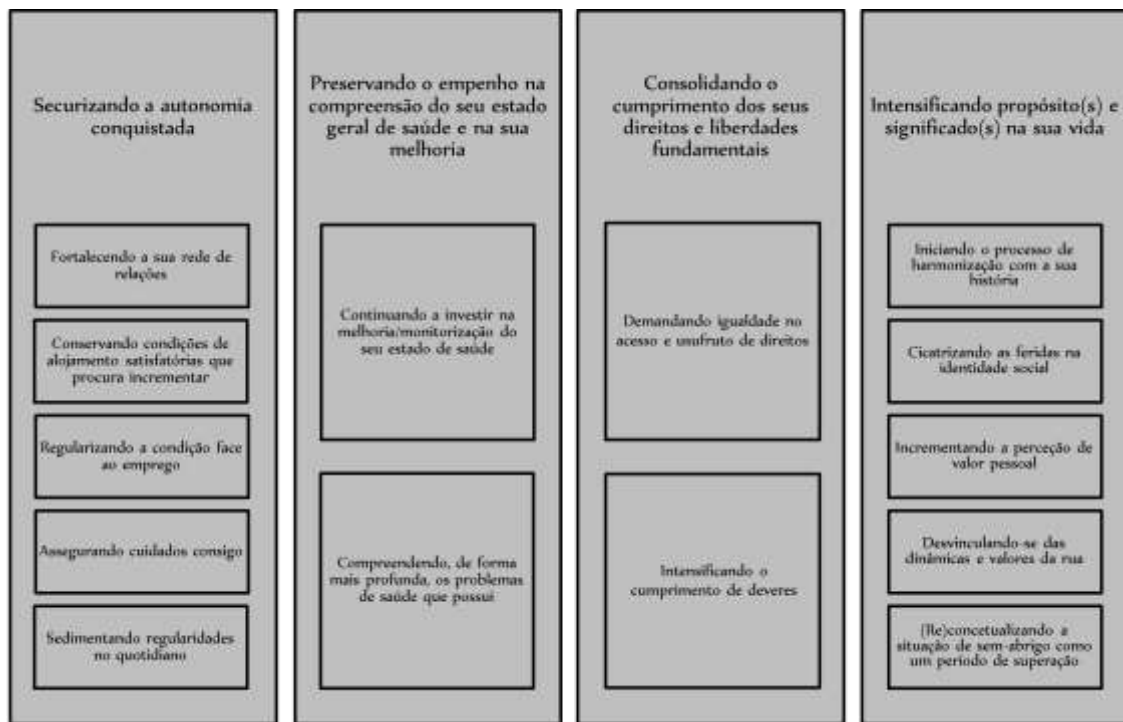 Securizando a autonomia
conquistada
Fortalecendo a sua rede de
relações
Conservando condições de
alojamento satisfatórias que
procura incrementar
Regularizando a condição face
ao emprego
Assegurando cuidados consigo
Sedimentando regularidades
no quotidiano
Preservando o empenho na
compreensão do seu estado
geral de saúde e na sua
melhoria
Continuando a investir na
melhoria/monitorização do
seu estado de saúde
Compreendendo, de forma
mais profunda, os problemas
de saúde que possui
Consolidando o
cumprimento dos seus
direitos e liberdades
fundamentais
Demandando igualdade no
acesso e usufruto de direitos
Intensificando o
cumprimento de deveres
Intensificando propósito(s) e
significado(s) na sua vida
Iniciando o processo de
harmonização com a sua
história
Cicatrizando as feridas na
identidade social
Incrementando a perceção de
valor pessoal
Desvinculando-se das
dinâmicas e valores da rua
(Re)concetualizando a
situação de sem-abrigo como
um período de superação